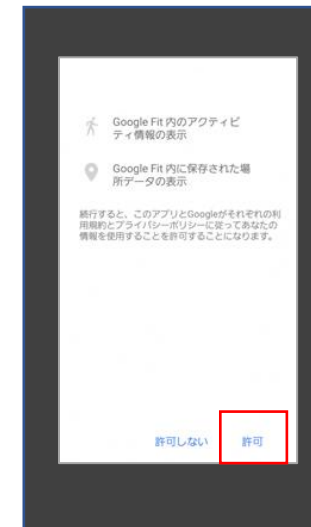 Google Fit 内のアクティビ
ティ情報の表示
Google Fit 内に保存された場
所データの表示
続行すると、このアプリとGoogleがそれぞれの利
用規約とプライバシーポリシーに従ってあなたの
情報を使用することを許可することになります。
許可しない 許可